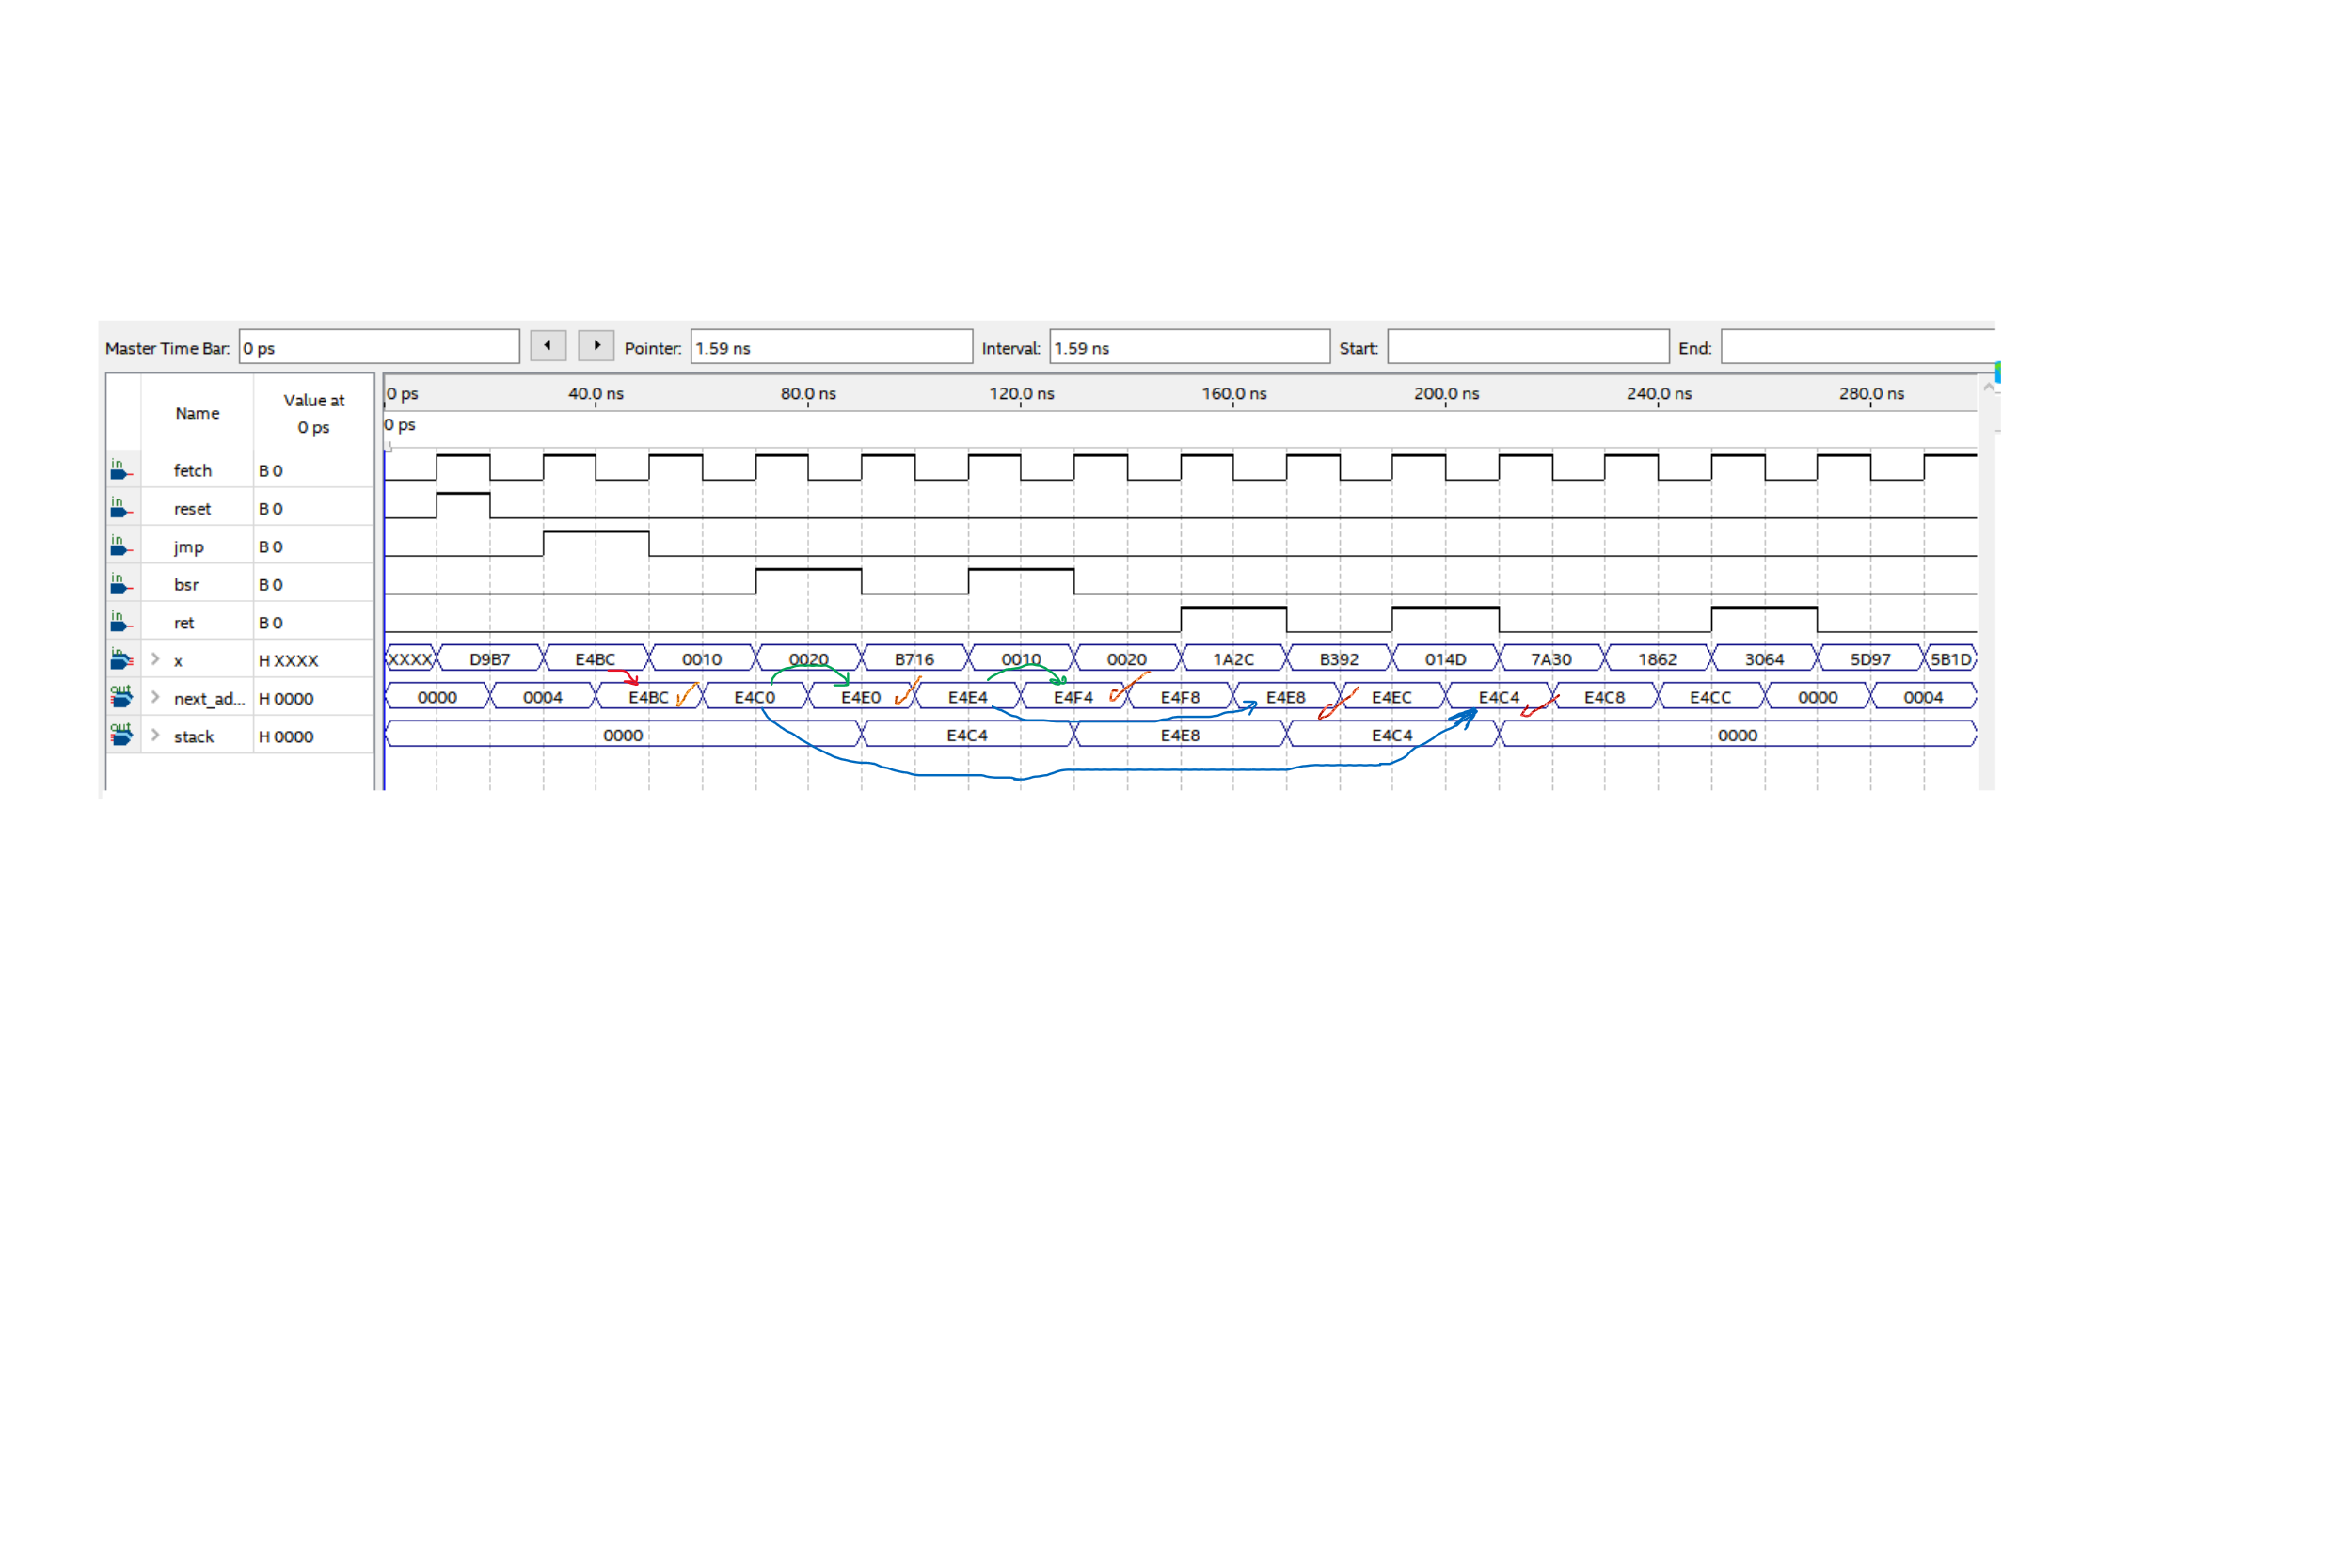 Master Time Bar: 0 ps Pointer: 1.59 ns Interval: 1.59 ns Start: End:
Name Value at 0 ps
0 ps 40.0 ns 80.0 ns 120.0 ns 160.0 ns 200.0 ns 240.0 ns 280.0 ns
0 ps
in fetch B 0
in reset B 0
in jmp B 0
in bsr B 0
in ret B 0
in > x H XXXX XXXX D9B7 E4BC 0010 0020 B716 0010 0020 1A2C B392 014D 7A30 1862 3064 5D97 5B1D
out > next_ad... H 0000 0000 0004 E4BC E4C0 E4E0 E4E4 E4F4 E4F8 E4E8 E4EC E4C4 E4C8 E4CC 0000 0004
out > stack H 0000 0000 E4C4 E4E8 E4C4 0000